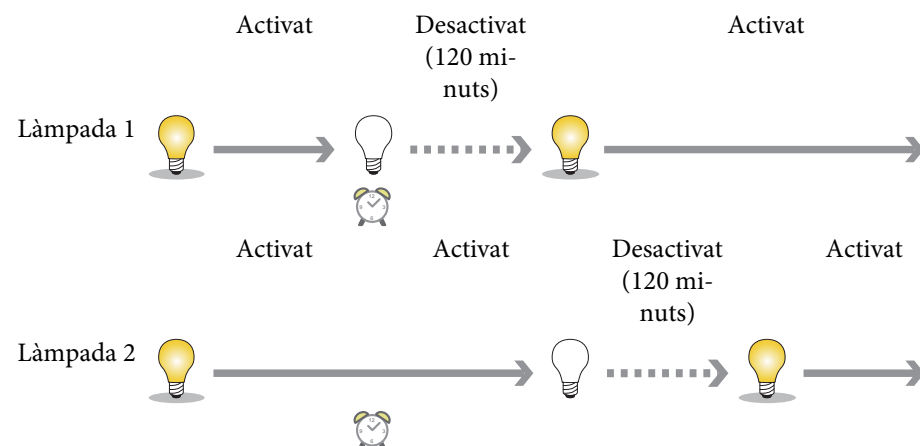 Activat Desactivat Activat
(120 mi-
nuts)
Làmpada 1
Activat Activat Desactivat Activat
(120 mi-
nuts)
Làmpada 2